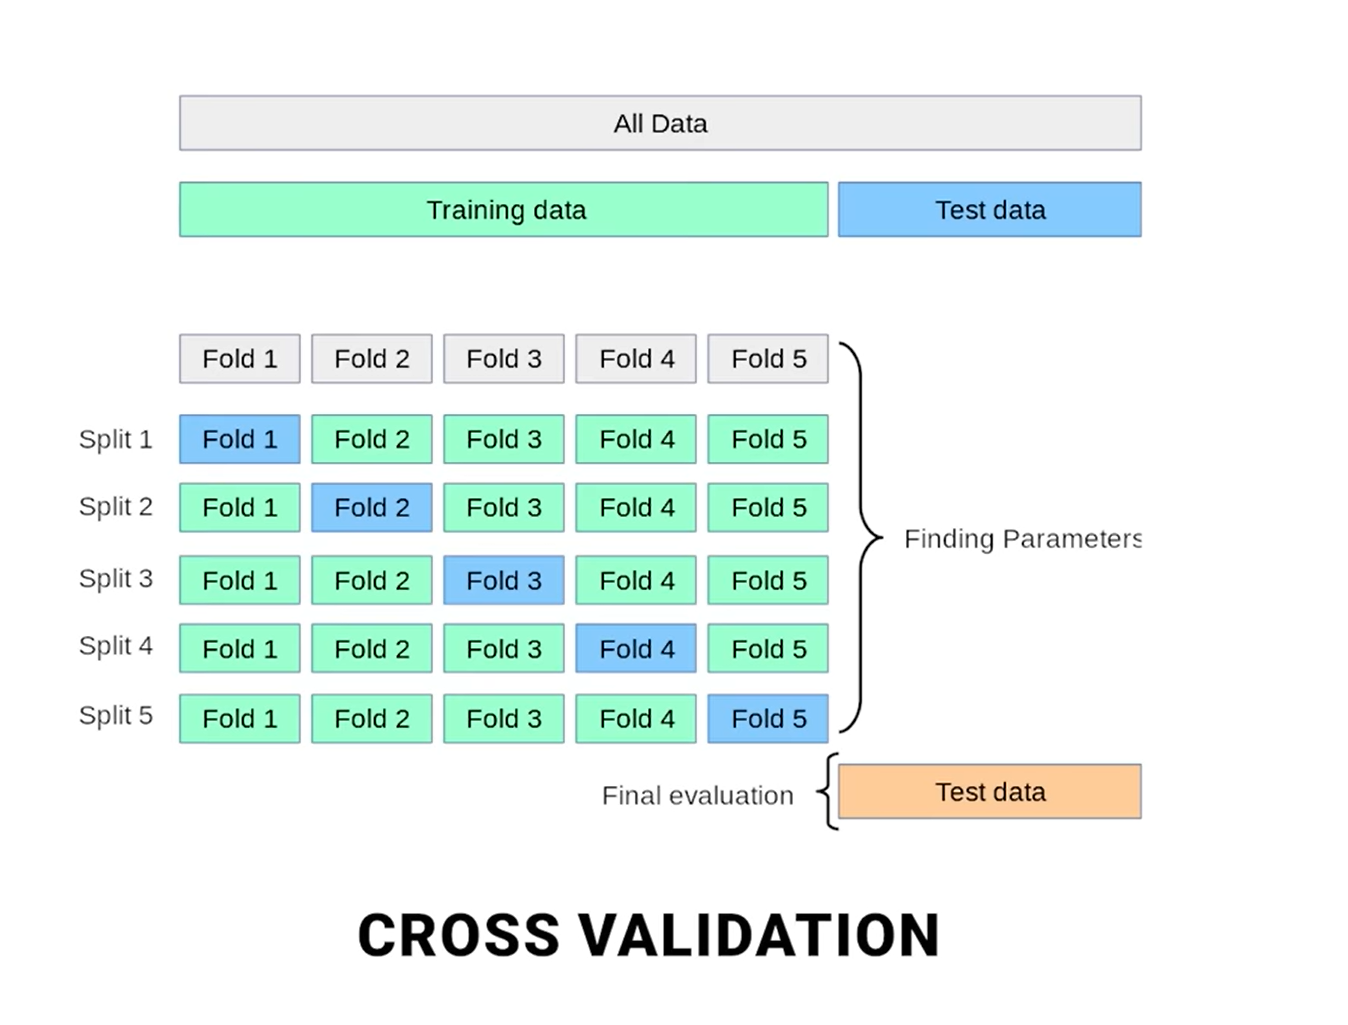 All Data
Training data Test data
Fold 1 Fold 2 Fold 3 Fold 4 Fold 5
Split 1 Fold 1 Fold 2 Fold 3 Fold 4 Fold 5
Split 2 Fold 1 Fold 2 Fold 3 Fold 4 Fold 5
Finding Parameters
Split 3 Fold 1 Fold 2 Fold 3 Fold 4 Fold 5
Split 4 Fold 1 Fold 2 Fold 3 Fold 4 Fold 5
Split 5 Fold 1 Fold 2 Fold 3 Fold 4 Fold 5
Final evaluation Test data
CROSS VALIDATION